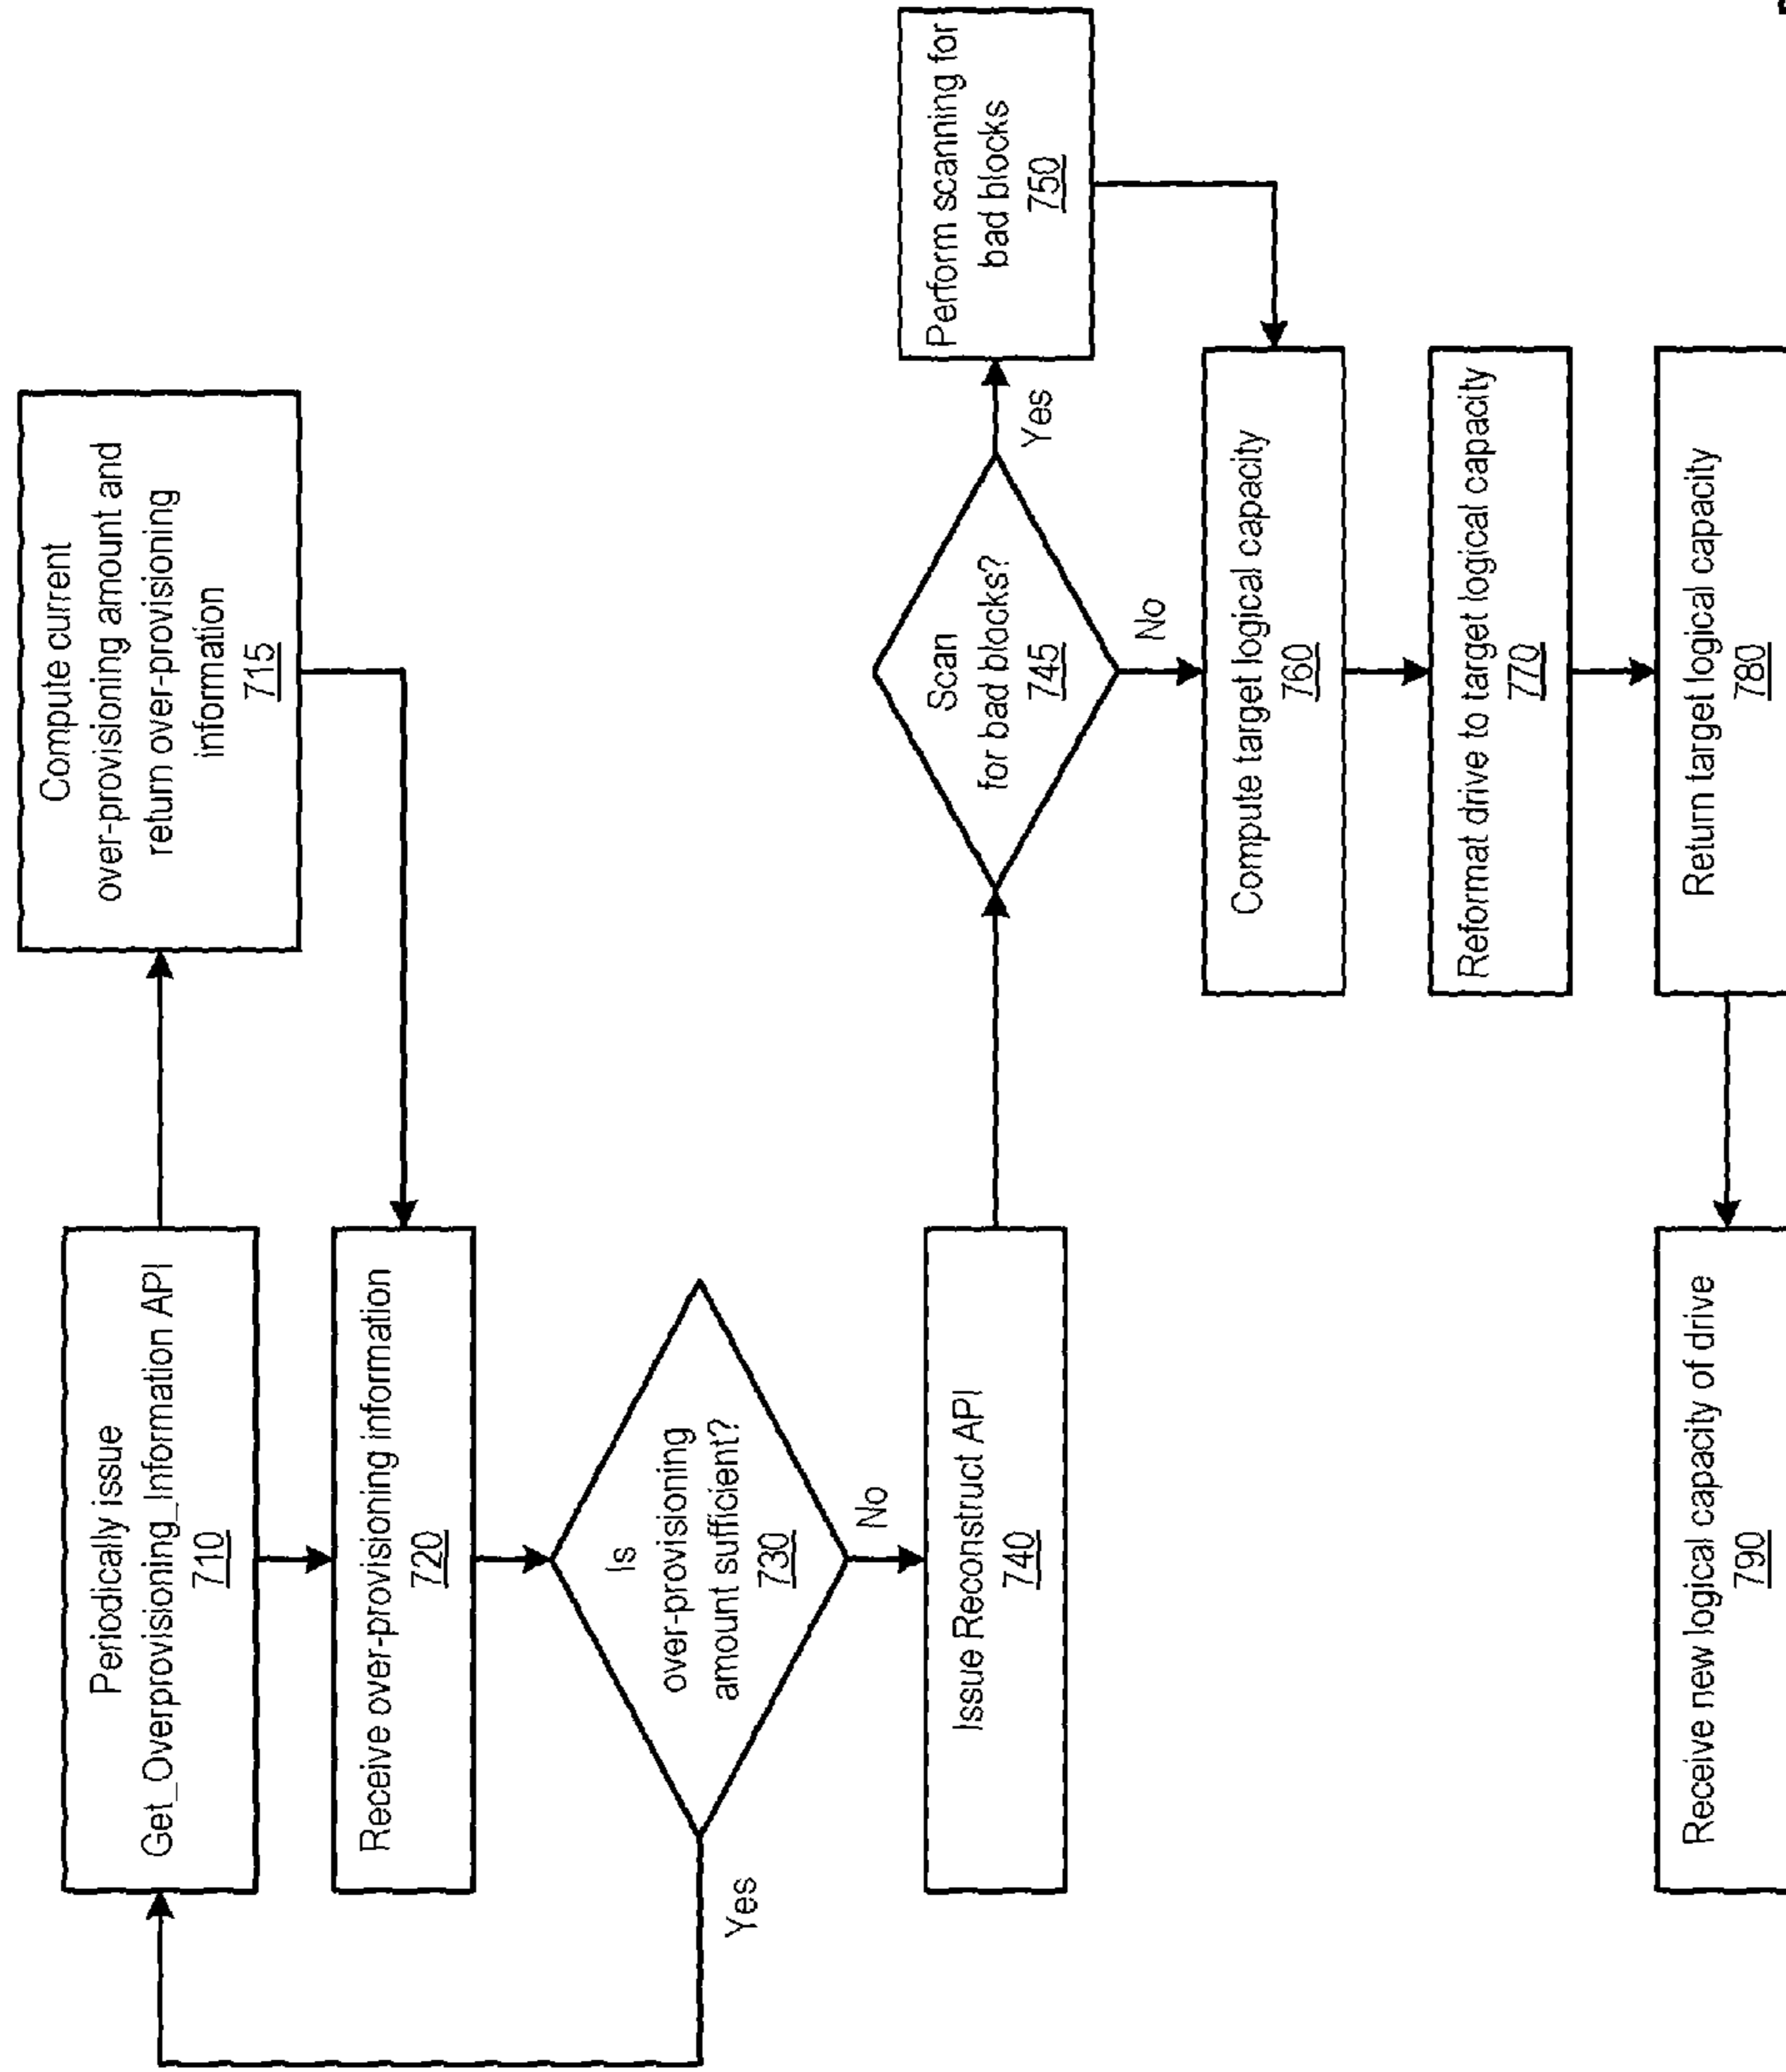 Periodically issue
Get_Overprovisioning_Information API
710
Compute current
over-provisioning amount and
return over-provisioning
information
715
Receive over-provisioning information
720
Is
over-provisioning
amount sufficient?
730
Yes
No
Issue Reconstruct API
740
Scan
for bad blocks?
745
Yes
No
Perform scanning for
bad blocks
750
Compute target logical capacity
760
Reformat drive to target logical capacity
770
Return target logical capacity
780
Receive new logical capacity of drive
790